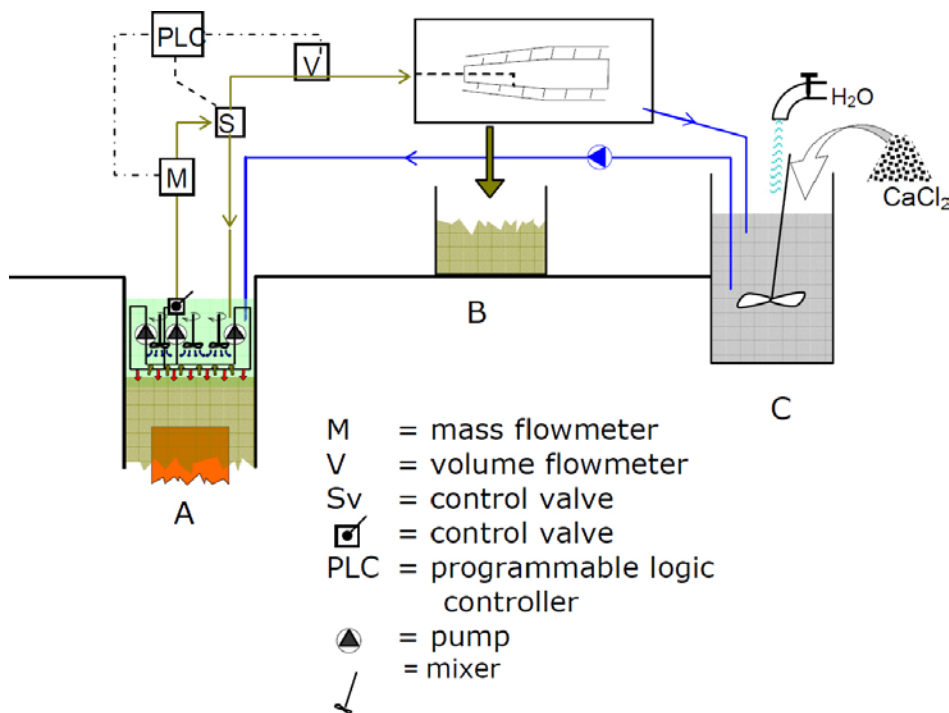 PLC
V
S
M
H₂O
CaCl₂
B
C
A
M = mass flowmeter
V = volume flowmeter
Sv = control valve
= control valve
PLC = programmable logic
controller
= pump
= mixer